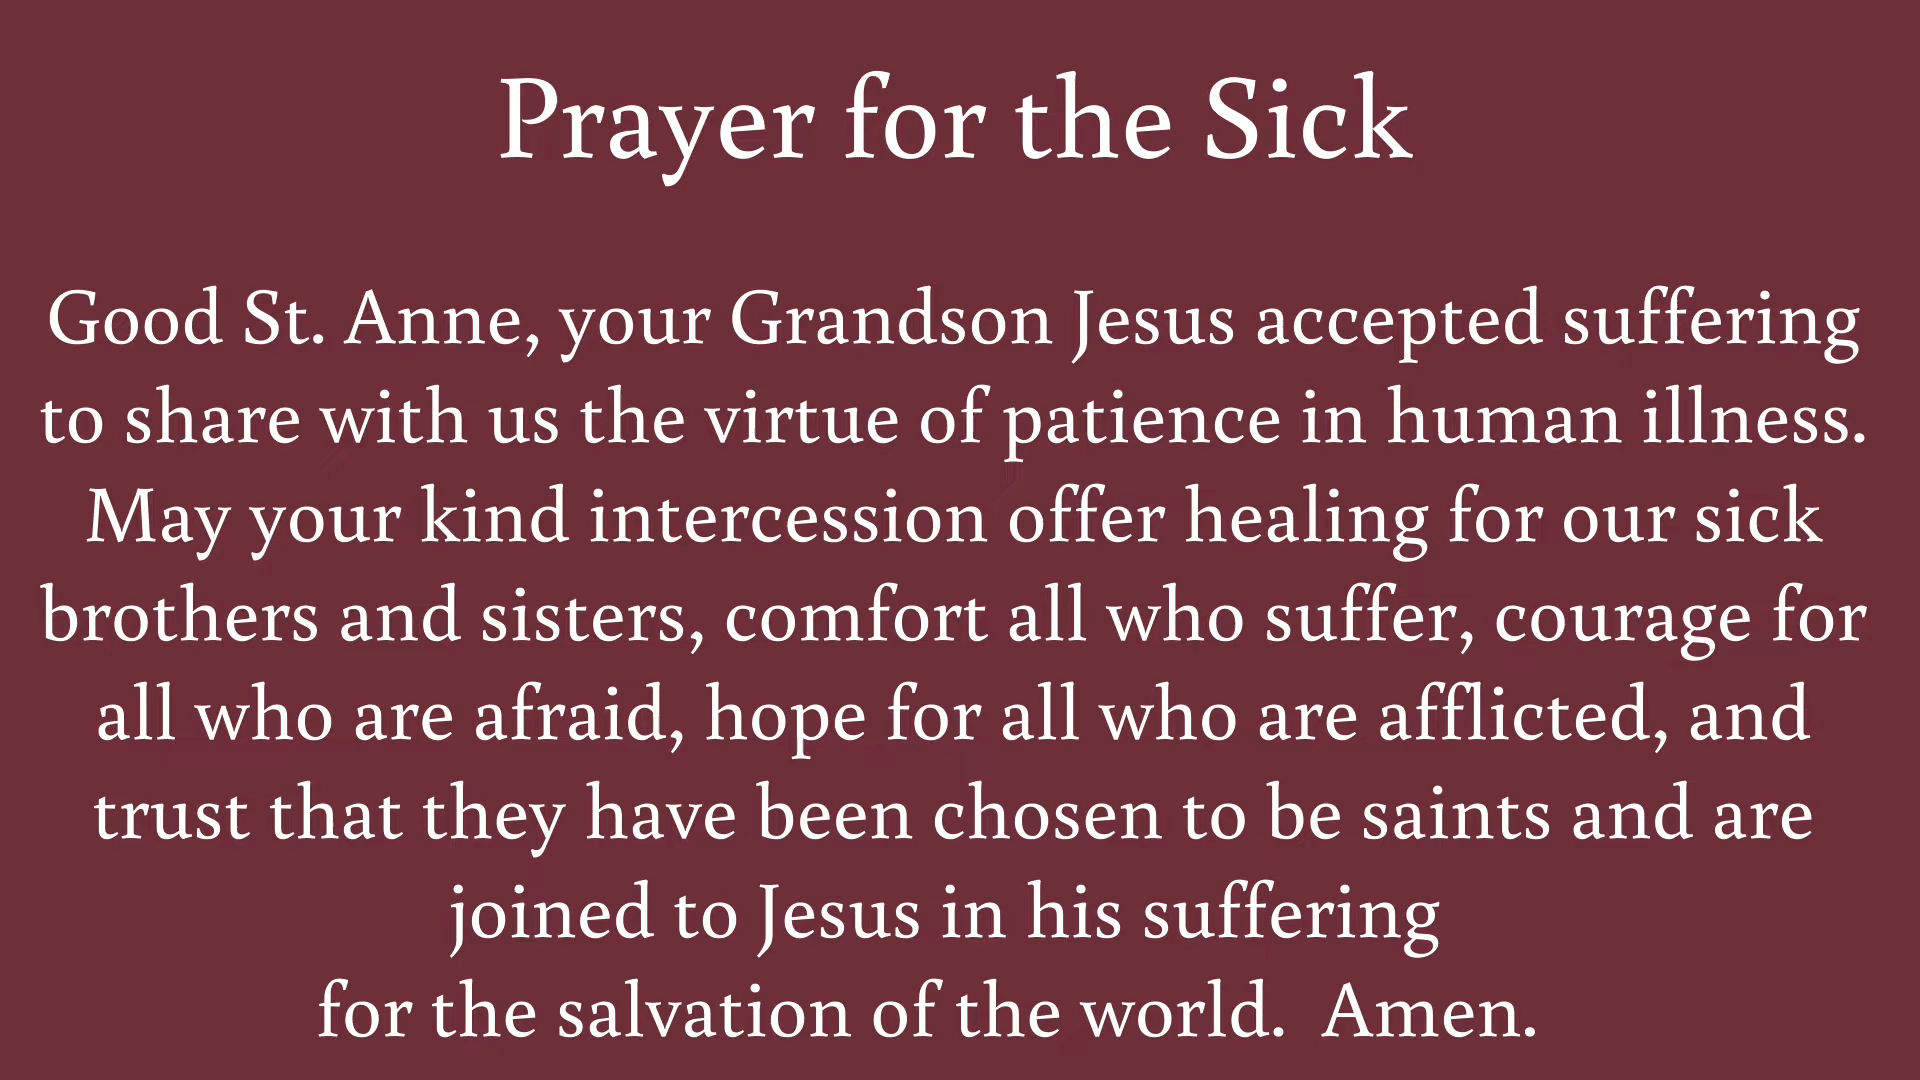 Prayer for the Sick
Good St. Anne, your Grandson Jesus accepted suffering
to share with us the virtue of patience in human illness.
May your kind intercession offer healing for our sick
brothers and sisters, comfort all who suffer, courage for
all who are afraid, hope for all who are afflicted, and
trust that they have been chosen to be saints and are
joined to Jesus in his suffering
for the salvation of the world.  Amen.